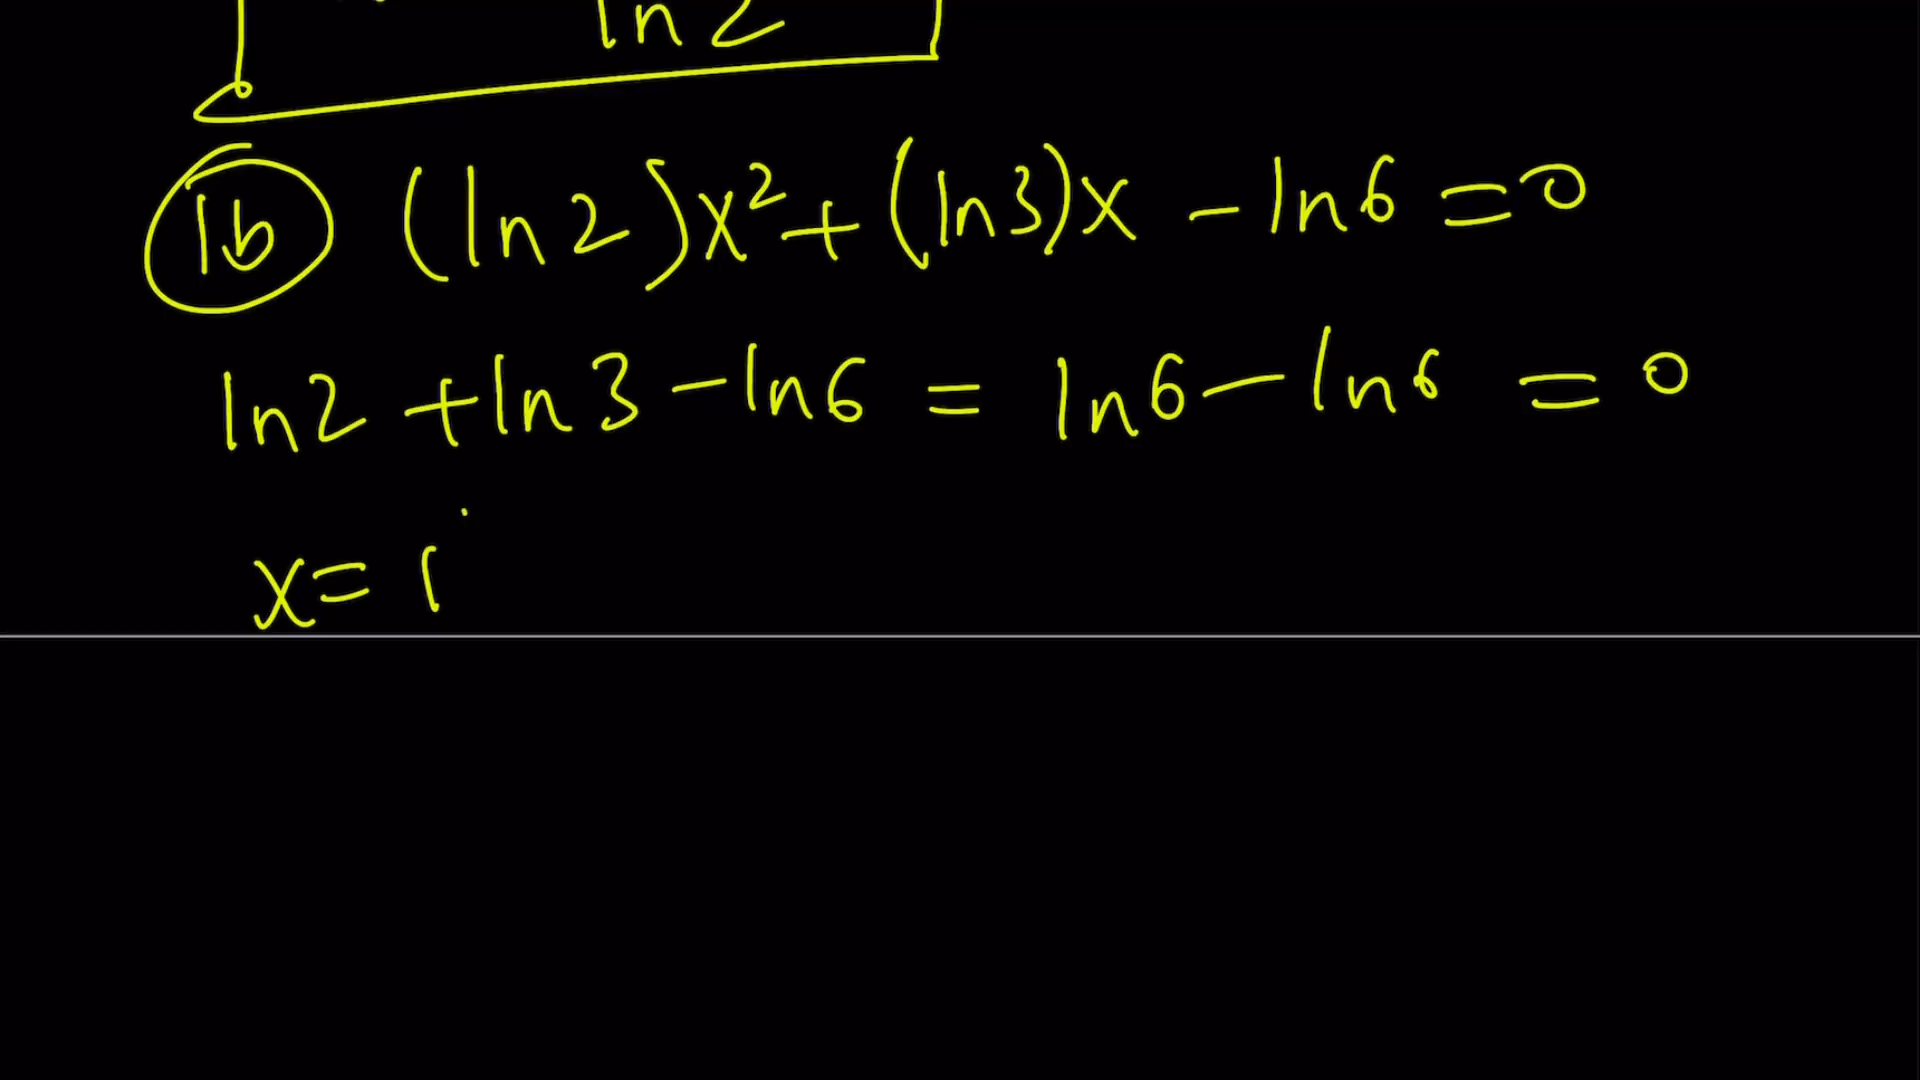 ln 2
1b (ln 2)x² + (ln 3)x - ln 6 = 0
ln 2 + ln 3 - ln 6 = ln 6 - ln 6 = 0
x = 1